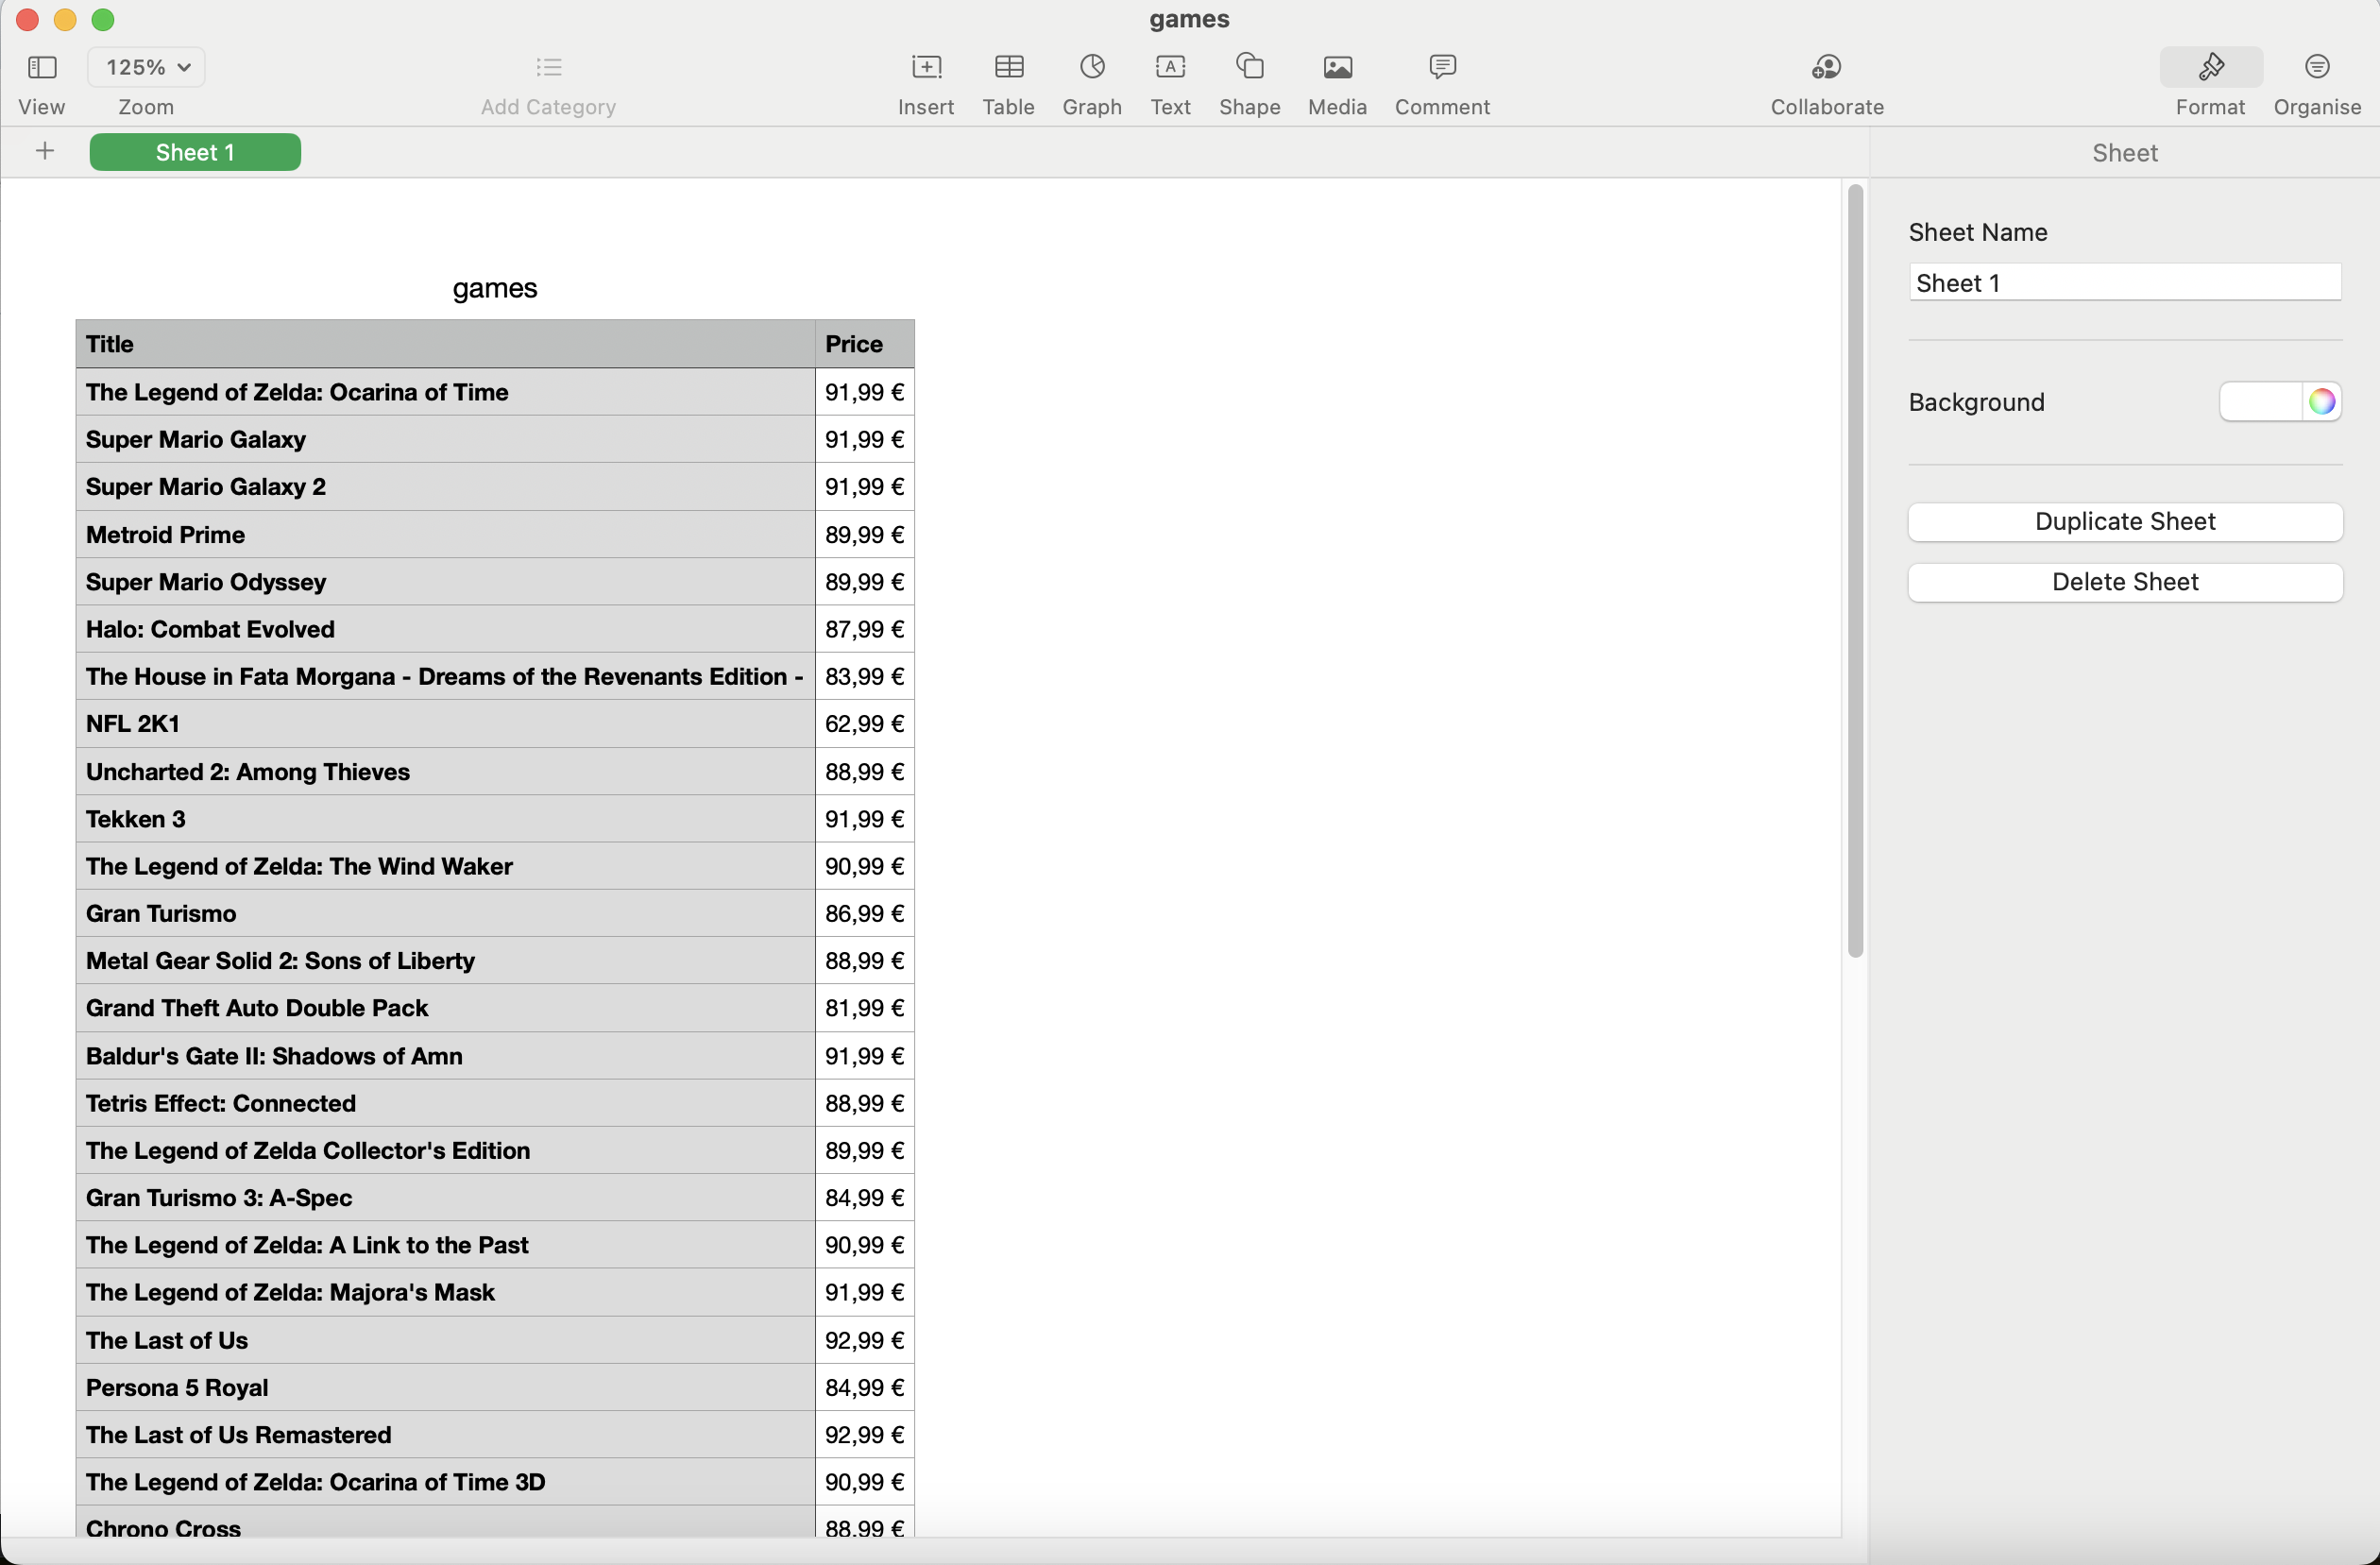 games
125%
View Zoom Add Category Insert Table Graph Text Shape Media Comment Collaborate Format Organise
Sheet 1 Sheet
Sheet Name
Sheet 1
Background
Duplicate Sheet
Delete Sheet
games
Title Price
The Legend of Zelda: Ocarina of Time 91,99 €
Super Mario Galaxy 91,99 €
Super Mario Galaxy 2 91,99 €
Metroid Prime 89,99 €
Super Mario Odyssey 89,99 €
Halo: Combat Evolved 87,99 €
The House in Fata Morgana - Dreams of the Revenants Edition - 83,99 €
NFL 2K1 62,99 €
Uncharted 2: Among Thieves 88,99 €
Tekken 3 91,99 €
The Legend of Zelda: The Wind Waker 90,99 €
Gran Turismo 86,99 €
Metal Gear Solid 2: Sons of Liberty 88,99 €
Grand Theft Auto Double Pack 81,99 €
Baldur's Gate II: Shadows of Amn 91,99 €
Tetris Effect: Connected 88,99 €
The Legend of Zelda Collector's Edition 89,99 €
Gran Turismo 3: A-Spec 84,99 €
The Legend of Zelda: A Link to the Past 90,99 €
The Legend of Zelda: Majora's Mask 91,99 €
The Last of Us 92,99 €
Persona 5 Royal 84,99 €
The Last of Us Remastered 92,99 €
The Legend of Zelda: Ocarina of Time 3D 90,99 €
Chrono Cross 88,99 €